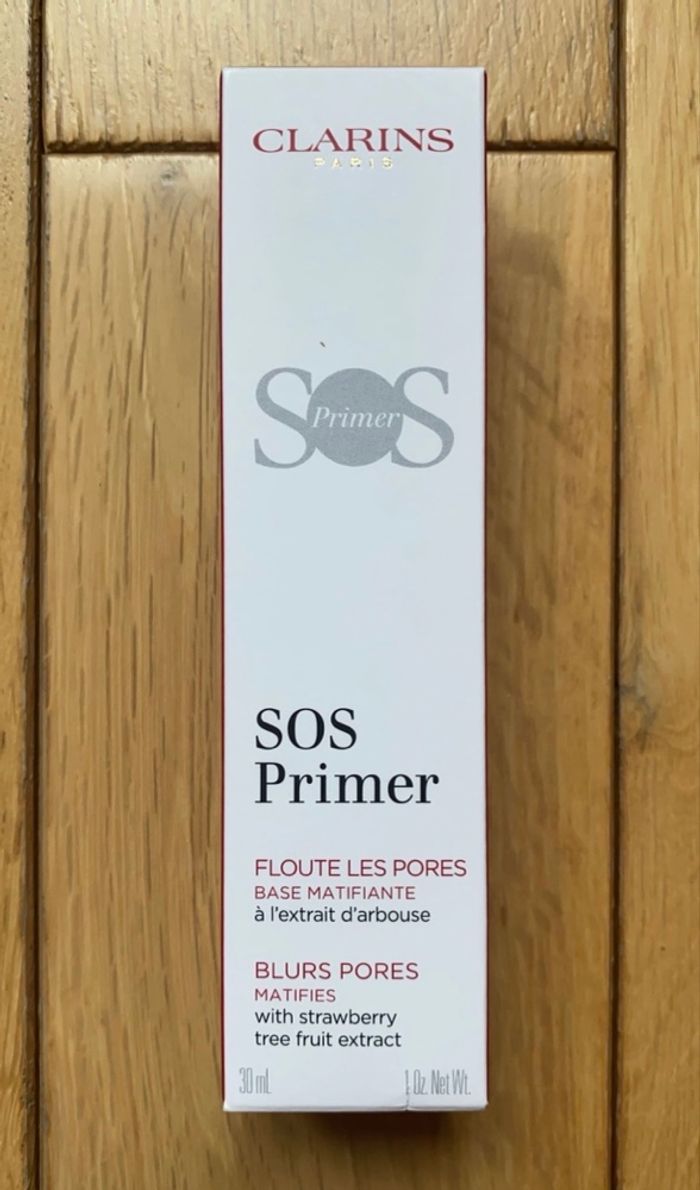 CLARINS
PARIS
SOS
Primer
SOS
Primer
FLOUTE LES PORES
BASE MATIFIANTE
à l'extrait d'arbouse
BLURS PORES
MATIFIES
with strawberry
tree fruit extract
30 mL 1 Oz. Net Wt.